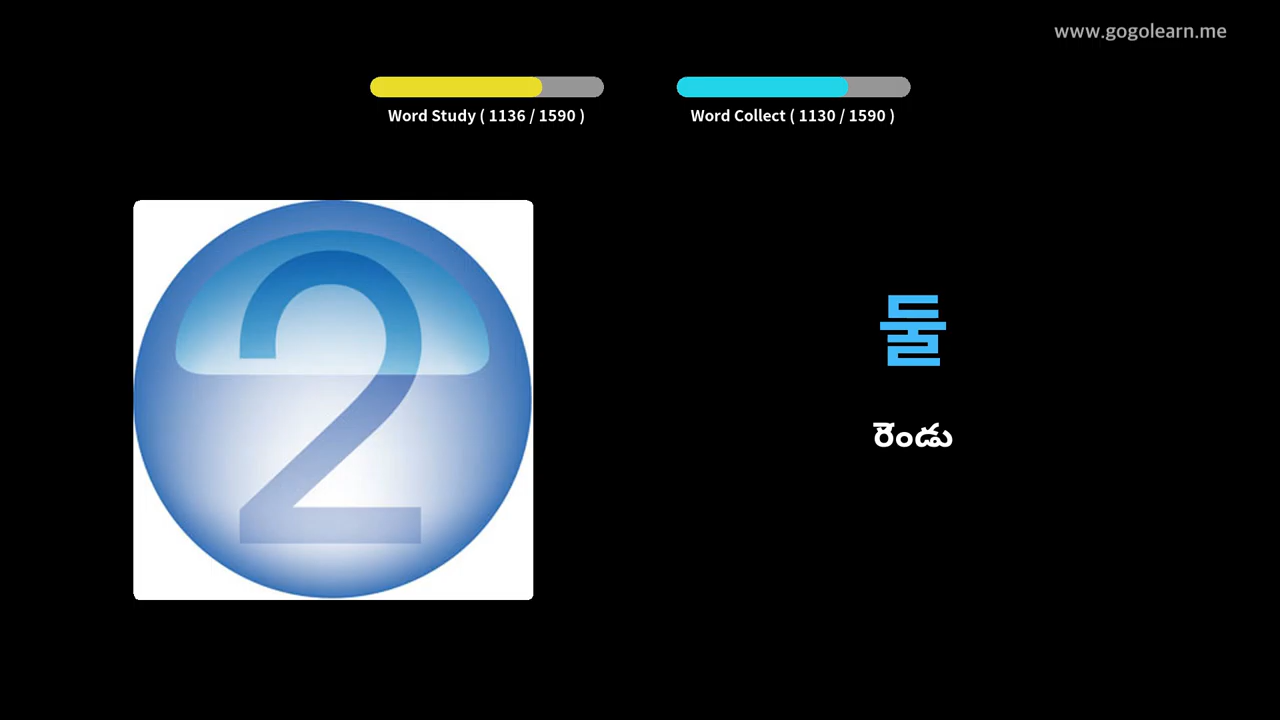 www.gogolearn.me
Word Study ( 1136 / 1590 )
Word Collect ( 1130 / 1590 )
2
둘
రెండు